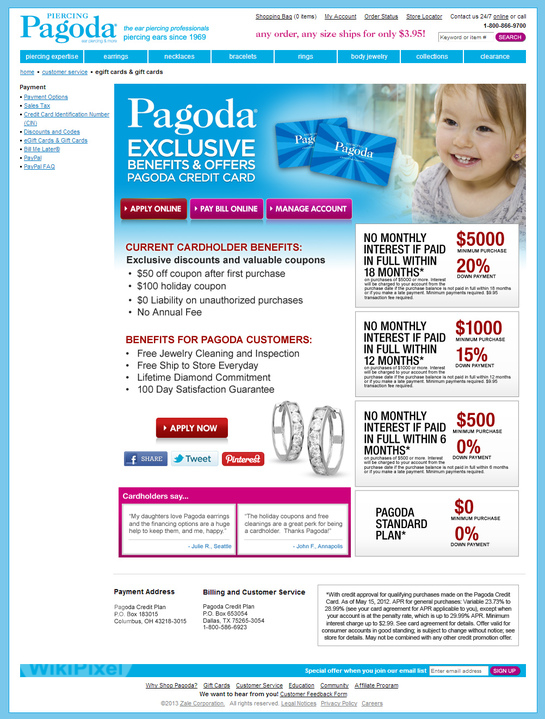 PIERCING
Pagoda
the ear piercing professionals
piercing ears since 1969
Shopping Bag (0 items) My Account Order Status Store Locator Contact us 24/7 online or call
1-800-866-9700
any order, any size ships for only $3.95!
Keyword or item # SEARCH
piercing expertise earrings necklaces bracelets rings body jewelry collections clearance
home • customer service • egift cards & gift cards
Payment
• Payment Options
• Sales Tax
• Credit Card Identification Number (CIN)
• Discounts and Codes
• eGift Cards & Gift Cards
• Bill Me Later®
• PayPal
• PayPal FAQ
Pagoda
EXCLUSIVE
BENEFITS & OFFERS
PAGODA CREDIT CARD
Pagoda
APPLY ONLINE PAY BILL ONLINE MANAGE ACCOUNT
CURRENT CARDHOLDER BENEFITS:
Exclusive discounts and valuable coupons
• $50 off coupon after first purchase
• $100 holiday coupon
• $0 Liability on unauthorized purchases
• No Annual Fee
BENEFITS FOR PAGODA CUSTOMERS:
• Free Jewelry Cleaning and Inspection
• Free Ship to Store Everyday
• Lifetime Diamond Commitment
• 100 Day Satisfaction Guarantee
APPLY NOW
SHARE Tweet Pinterest
Cardholders say...
"My daughters love Pagoda earrings
and the financing options are a huge
help to keep them, and me, happy."
- Julie R., Seattle
"The holiday coupons and free
cleanings are a great perk for being
a cardholder. Thanks Pagoda!"
- John F., Annapolis
NO MONTHLY
INTEREST IF PAID
IN FULL WITHIN
18 MONTHS*
on purchases of $5000 or more. Interest
will be charged to your account from the
purchase date if the purchase balance is not paid in full within 18 months
or if you make a late payment. Minimum payments required. $9.95
transaction fee required.
$5000
MINIMUM PURCHASE
20%
DOWN PAYMENT
NO MONTHLY
INTEREST IF PAID
IN FULL WITHIN
12 MONTHS*
on purchases of $1000 or more. Interest
will be charged to your account from the
purchase date if the purchase balance is not paid in full within 12 months
or if you make a late payment. Minimum payments required. $9.95
transaction fee required.
$1000
MINIMUM PURCHASE
15%
DOWN PAYMENT
NO MONTHLY
INTEREST IF PAID
IN FULL WITHIN 6
MONTHS*
on purchases of $500 or more. Interest
will be charged to your account from the
purchase date if the purchase balance is not paid in full within 6 months
or if you make a late payment. Minimum payments required.
$500
MINIMUM PURCHASE
0%
DOWN PAYMENT
PAGODA
STANDARD
PLAN*
$0
MINIMUM PURCHASE
0%
DOWN PAYMENT
Payment Address
Pagoda Credit Plan
P.O. Box 183015
Columbus, OH 43218-3015
Billing and Customer Service
Pagoda Credit Plan
P.O. Box 653054
Dallas, TX 75265-3054
1-800-586-6923
*With credit approval for qualifying purchases made on the Pagoda Credit
Card. As of May 15, 2012. APR for general purchases: Variable 23.73% to
28.99% (see your card agreement for APR applicable to you), except when
your account is at the penalty rate, which is up to 29.99% APR. Minimum
interest charge up to $2.99. See card agreement for details. Offer valid for
consumer accounts in good standing; is subject to change without notice; see
store for details. May not be combined with any other credit promotion offer.
WikiPixel
Special offer when you join our email list Enter email address SIGN UP
Why Shop Pagoda? Gift Cards Customer Service Education Community Affiliate Program
We want to hear from you! Customer Feedback Form
©2013 Zale Corporation. All rights reserved. Legal Notices Privacy Policy Careers